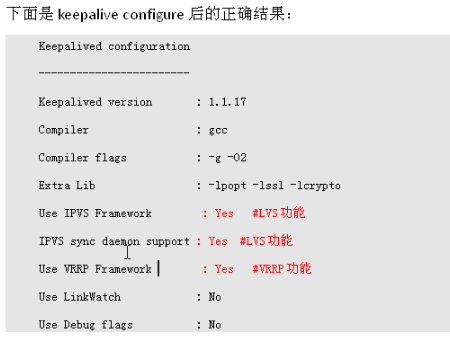 下面是 keepalive configure 后的正确结果：
Keepalived configuration
------------------------
Keepalived version : 1.1.17
Compiler : gcc
Compiler flags : -g -O2
Extra Lib : -lpopt -lssl -lcrypto
Use IPVS Framework : Yes #LVS功能
IPVS sync daemon support : Yes #LVS功能
Use VRRP Framework : Yes #VRRP功能
Use LinkWatch : No
Use Debug flags : No